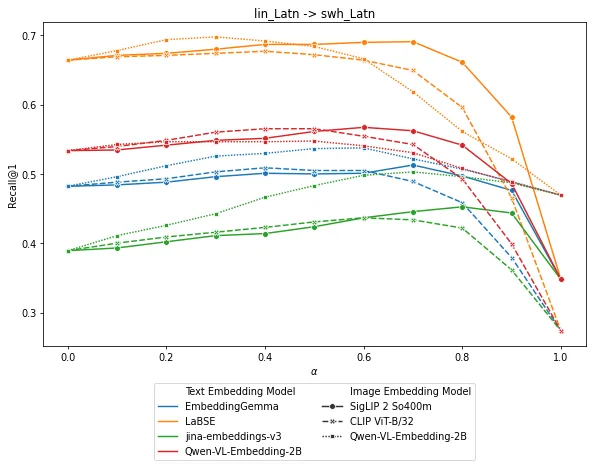 lin_Latn -> swh_Latn
0.7
0.6
0.5
0.4
0.3
Recall@1
0.0 0.2 0.4 0.6 0.8 1.0
α
Text Embedding Model Image Embedding Model
EmbeddingGemma SigLIP 2 So400m
LaBSE CLIP ViT-B/32
jina-embeddings-v3 Qwen-VL-Embedding-2B
Qwen-VL-Embedding-2B